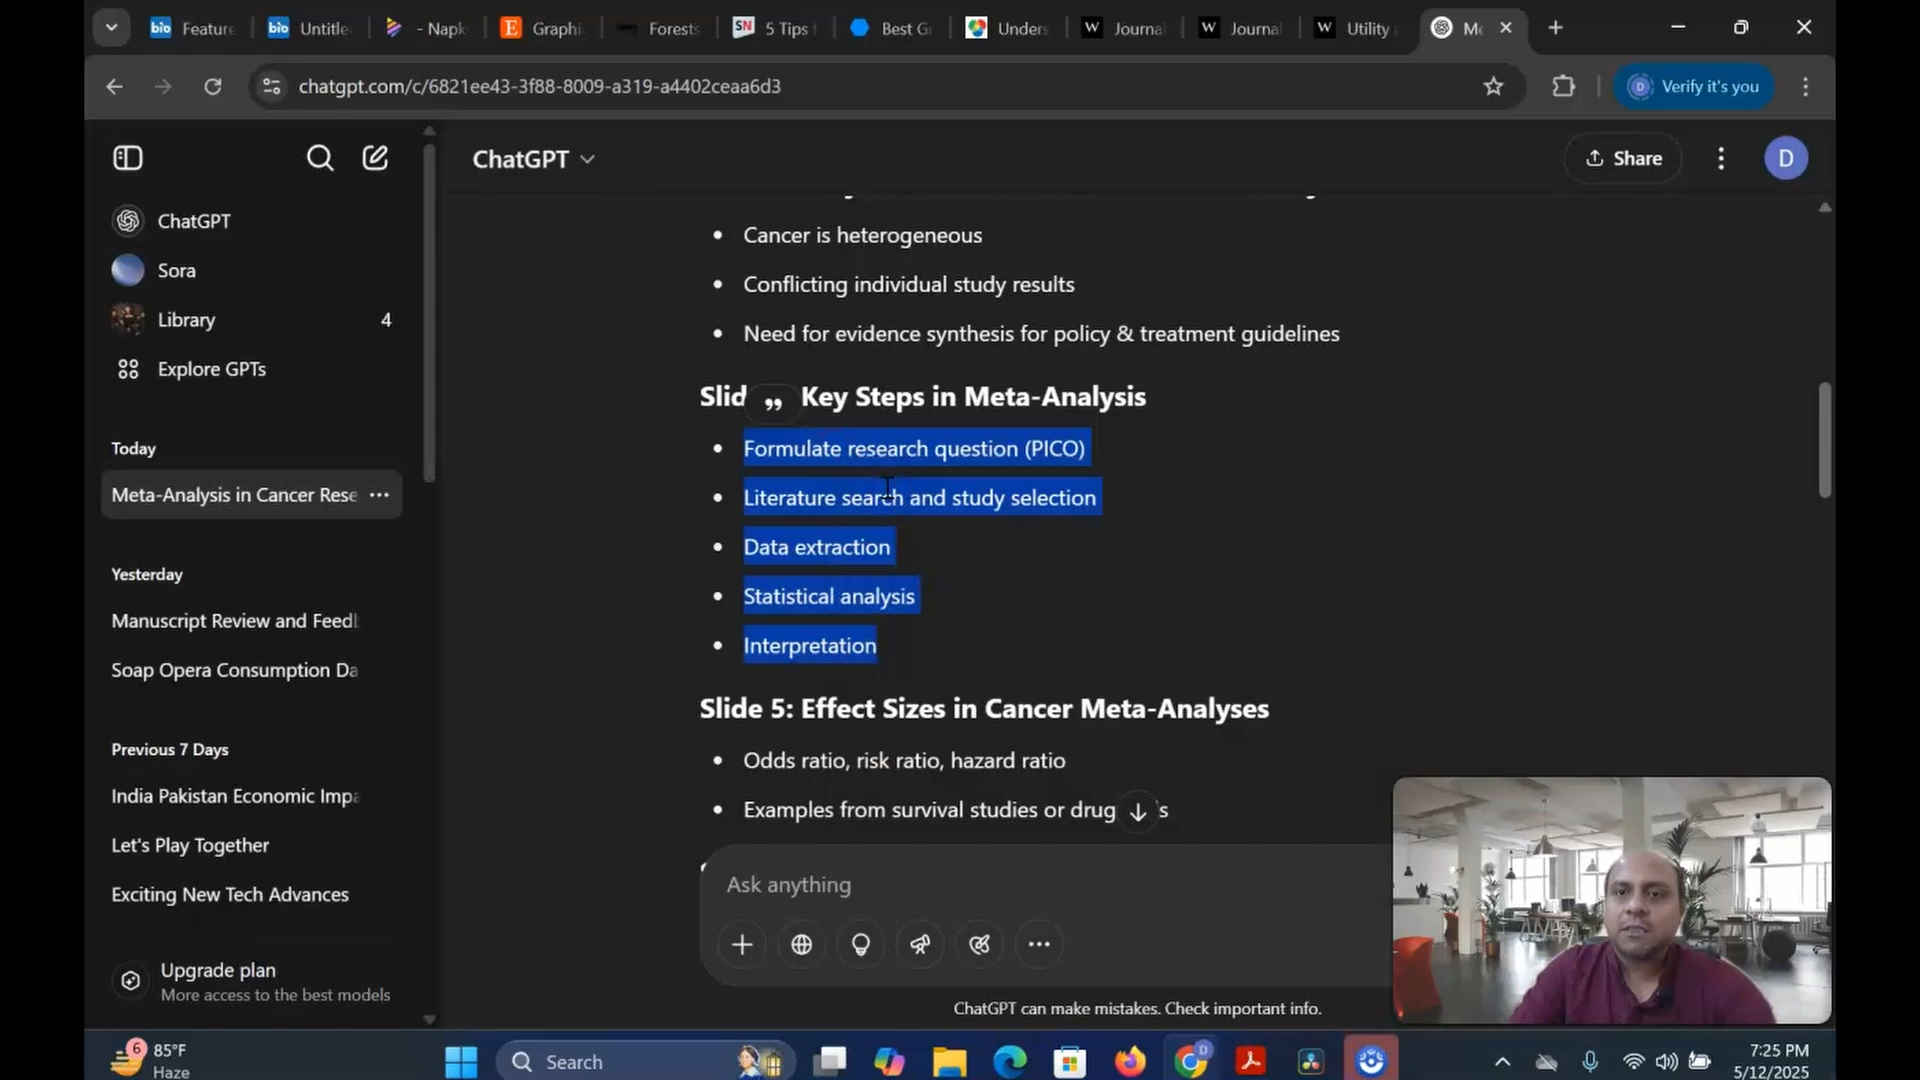 Feature
Untitle
- Napk
Graphi
Forests
5 Tips
Best G
Unders
Journa
Journa
Utility
Me
chatgpt.com/c/6821ee43-3f88-8009-a319-a4402ceaa6d3
Verify it's you
ChatGPT
Share
D
ChatGPT
Sora
Library 4
Explore GPTs
Today
Meta-Analysis in Cancer Rese
Yesterday
Manuscript Review and Feedb
Soap Opera Consumption Da
Previous 7 Days
India Pakistan Economic Impa
Let's Play Together
Exciting New Tech Advances
Upgrade plan
More access to the best models
Cancer is heterogeneous
Conflicting individual study results
Need for evidence synthesis for policy & treatment guidelines
Slid Key Steps in Meta-Analysis
Formulate research question (PICO)
Literature search and study selection
Data extraction
Statistical analysis
Interpretation
Slide 5: Effect Sizes in Cancer Meta-Analyses
Odds ratio, risk ratio, hazard ratio
Examples from survival studies or drug s
Ask anything
ChatGPT can make mistakes. Check important info.
6
85°F
Haze
Search
7:25 PM
5/12/2025